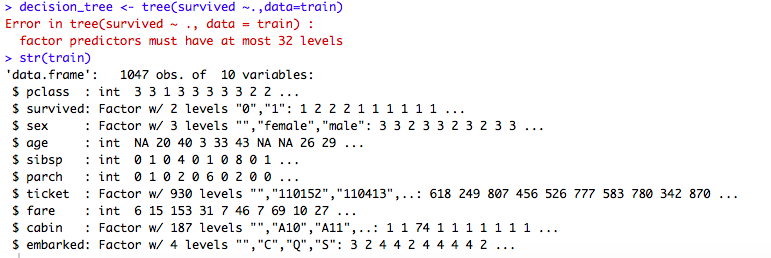 > decision_tree <- tree(survived ~.,data=train)
Error in tree(survived ~ ., data = train) :
  factor predictors must have at most 32 levels
> str(train)
'data.frame':   1047 obs. of  10 variables:
 $ pclass  : int  3 3 1 3 3 3 3 3 2 2 ...
 $ survived: Factor w/ 2 levels "0","1": 1 2 2 2 1 1 1 1 1 1 ...
 $ sex     : Factor w/ 3 levels "","female","male": 3 3 2 3 3 2 3 2 3 3 ...
 $ age     : int  NA 20 40 3 33 43 NA NA 26 29 ...
 $ sibsp   : int  0 1 0 4 0 1 0 8 0 1 ...
 $ parch   : int  0 1 0 2 0 6 0 2 0 0 ...
 $ ticket  : Factor w/ 930 levels "","110152","110413",..: 618 249 807 456 526 777 583 780 342 870 ...
 $ fare    : int  6 15 153 31 7 46 7 69 10 27 ...
 $ cabin   : Factor w/ 187 levels "","A10","A11",..: 1 1 74 1 1 1 1 1 1 1 ...
 $ embarked: Factor w/ 4 levels "","C","Q","S": 3 2 4 4 2 4 4 4 4 2 ...